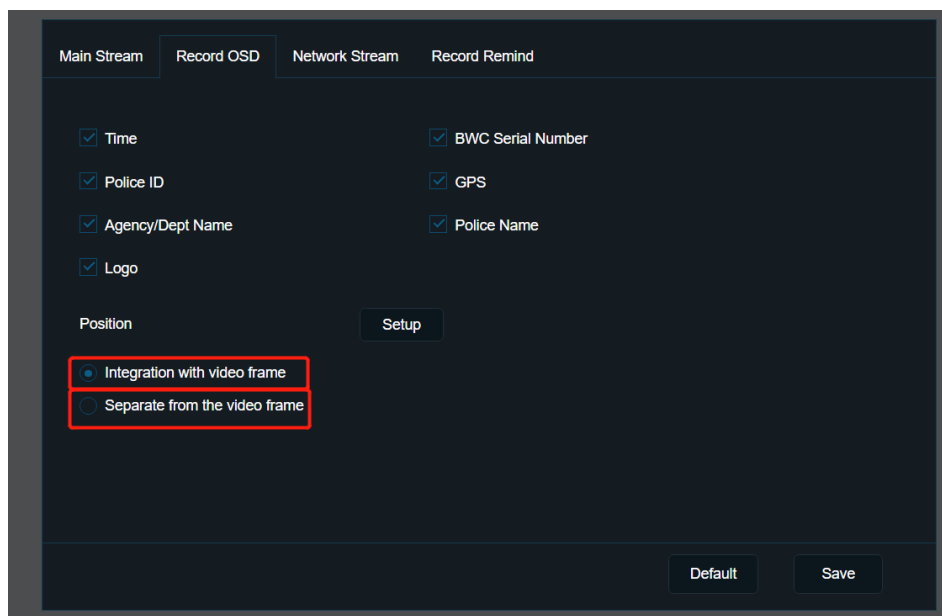 Main Stream Record OSD Network Stream Record Remind
Time BWC Serial Number
Police ID GPS
Agency/Dept Name Police Name
Logo
Position Setup
Integration with video frame
Separate from the video frame
Default Save